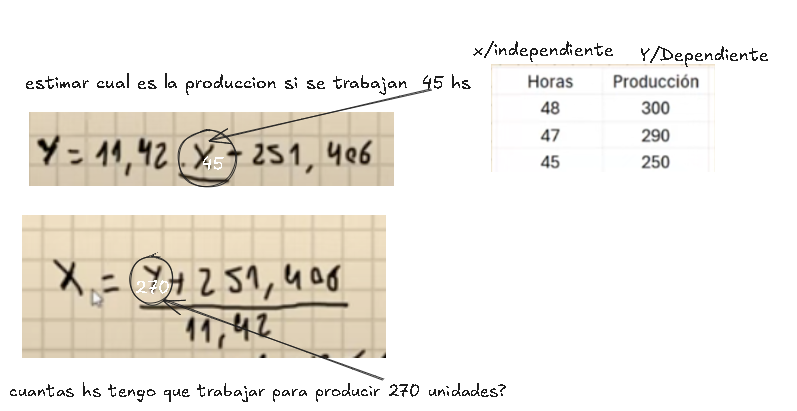 x/independiente Y/Dependiente
estimar cual es la produccion si se trabajan 45 hs
Horas Producción
48 300
47 290
45 250
Y = 11,42 . X - 251,406
45
X = Y + 251,406
270
11,42
cuantas hs tengo que trabajar para producir 270 unidades?